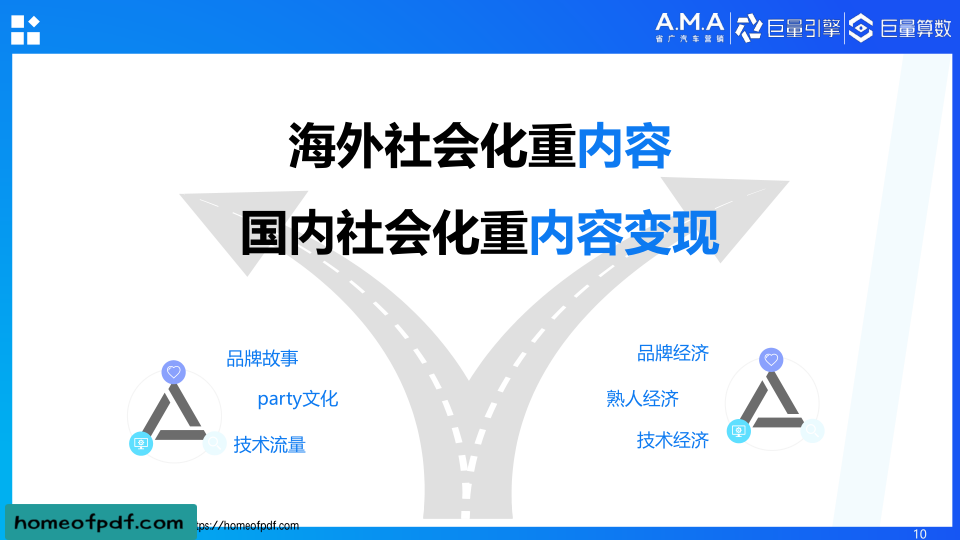 A.M.A
省广汽车营销
巨量引擎
巨量算数
海外社会化重内容
国内社会化重内容变现
品牌故事
party文化
技术流量
品牌经济
熟人经济
技术经济
homeofpdf.com
ttps://homeofpdf.com
10